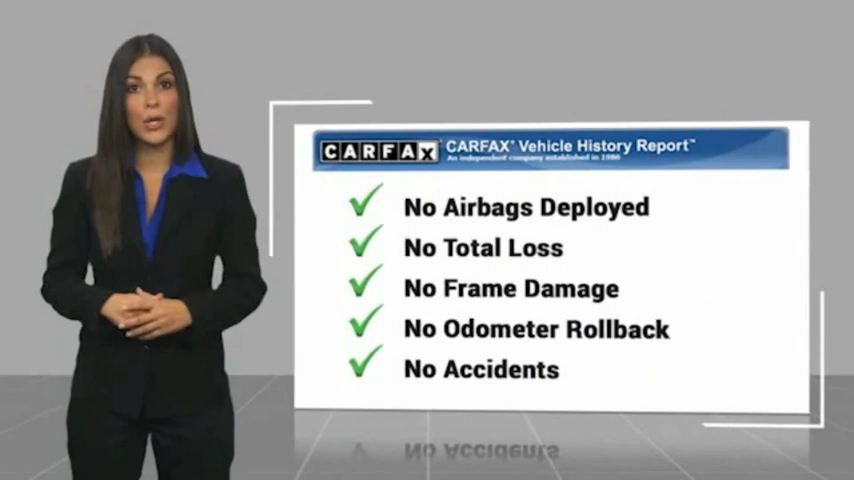 CARFAX
CARFAX® Vehicle History Report™
An independent company established in 1986
No Airbags Deployed
No Total Loss
No Frame Damage
No Odometer Rollback
No Accidents
No Accidents